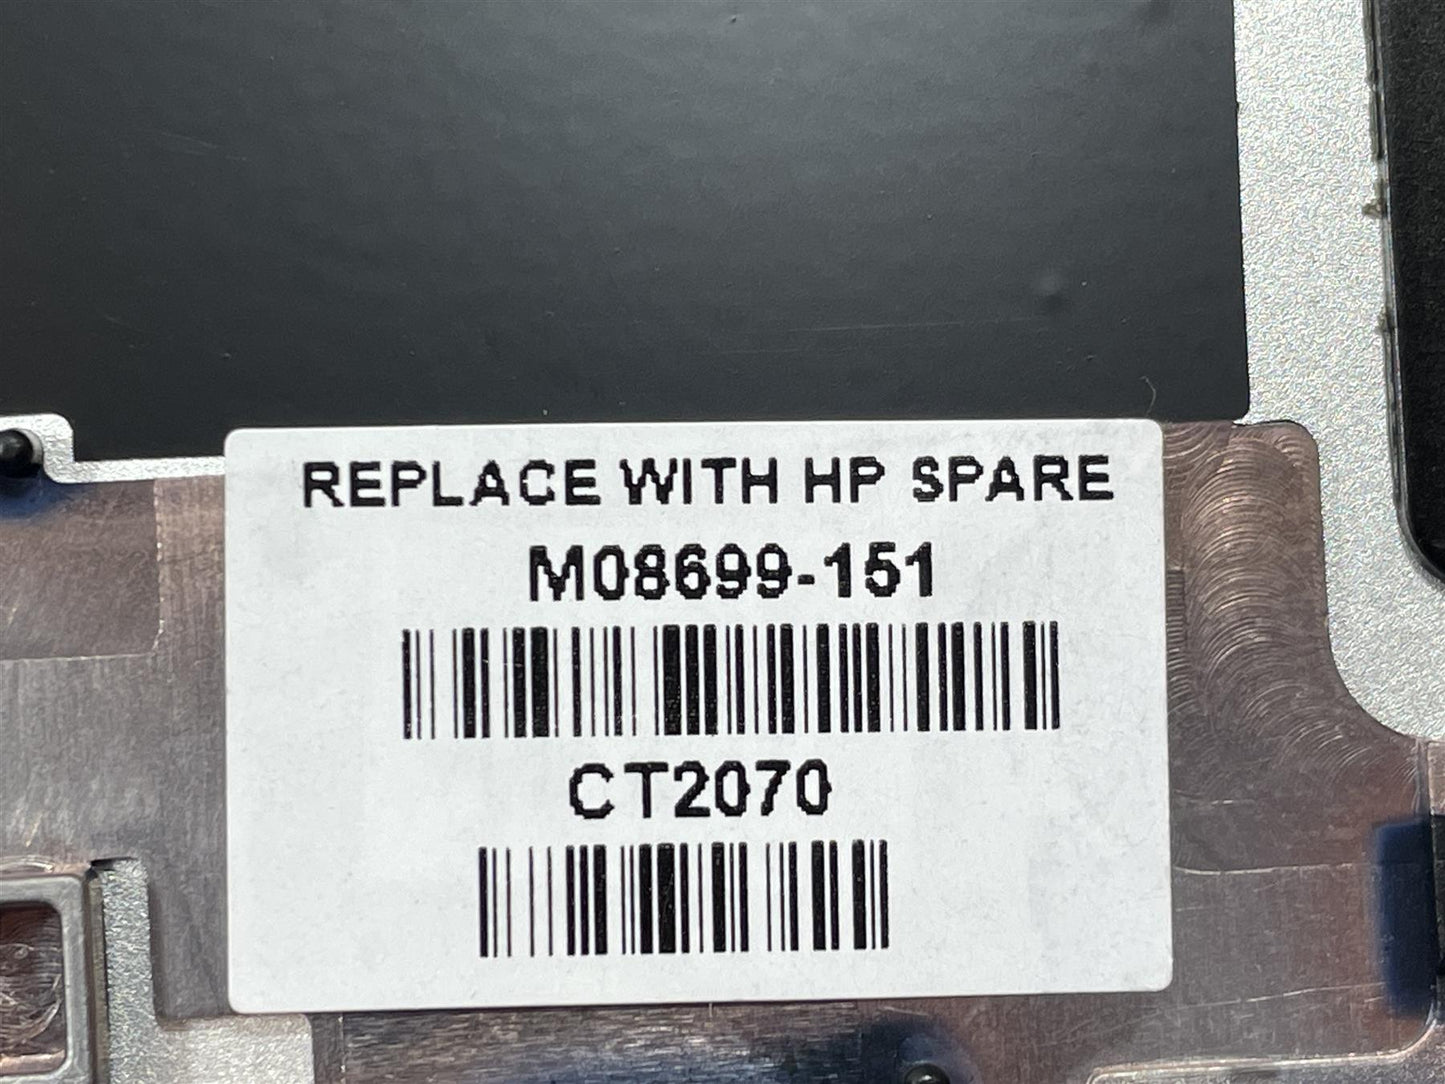 REPLACE WITH HP SPARE
M08699-151
CT2070